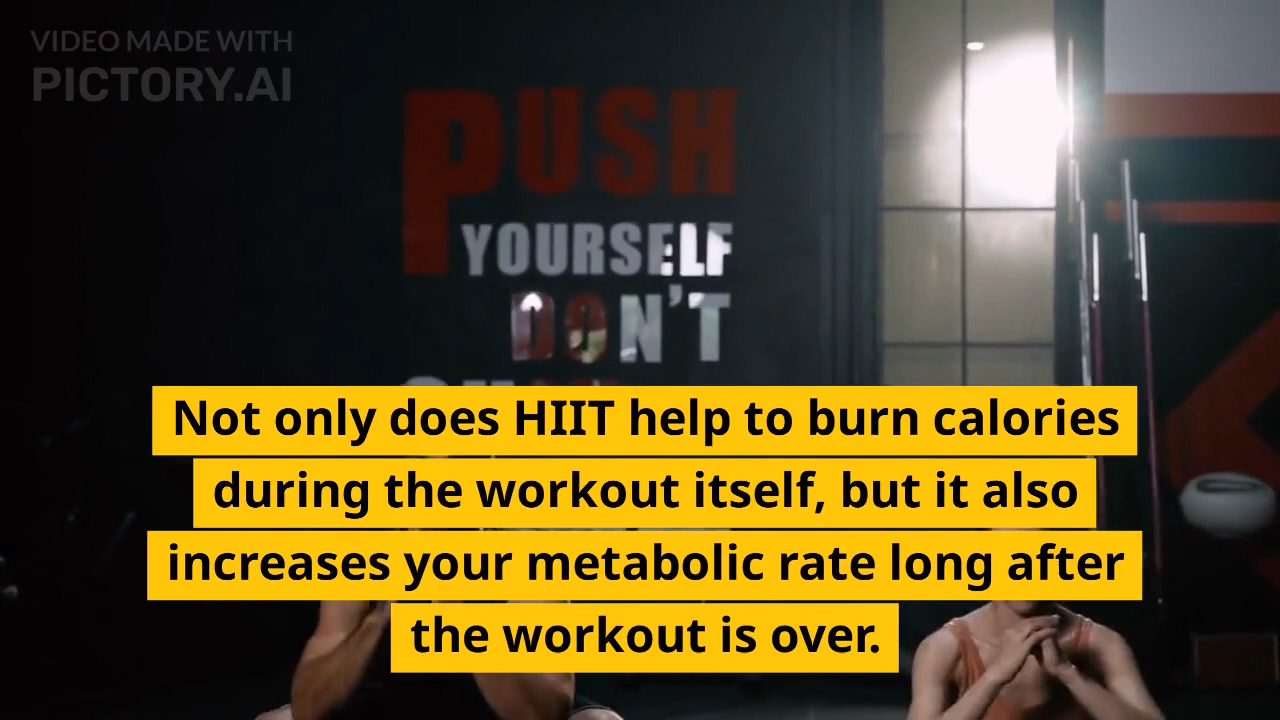 VIDEO MADE WITH
PICTORY.AI
PUSH
YOURSELF
DON'T
Not only does HIIT help to burn calories
during the workout itself, but it also
increases your metabolic rate long after
the workout is over.